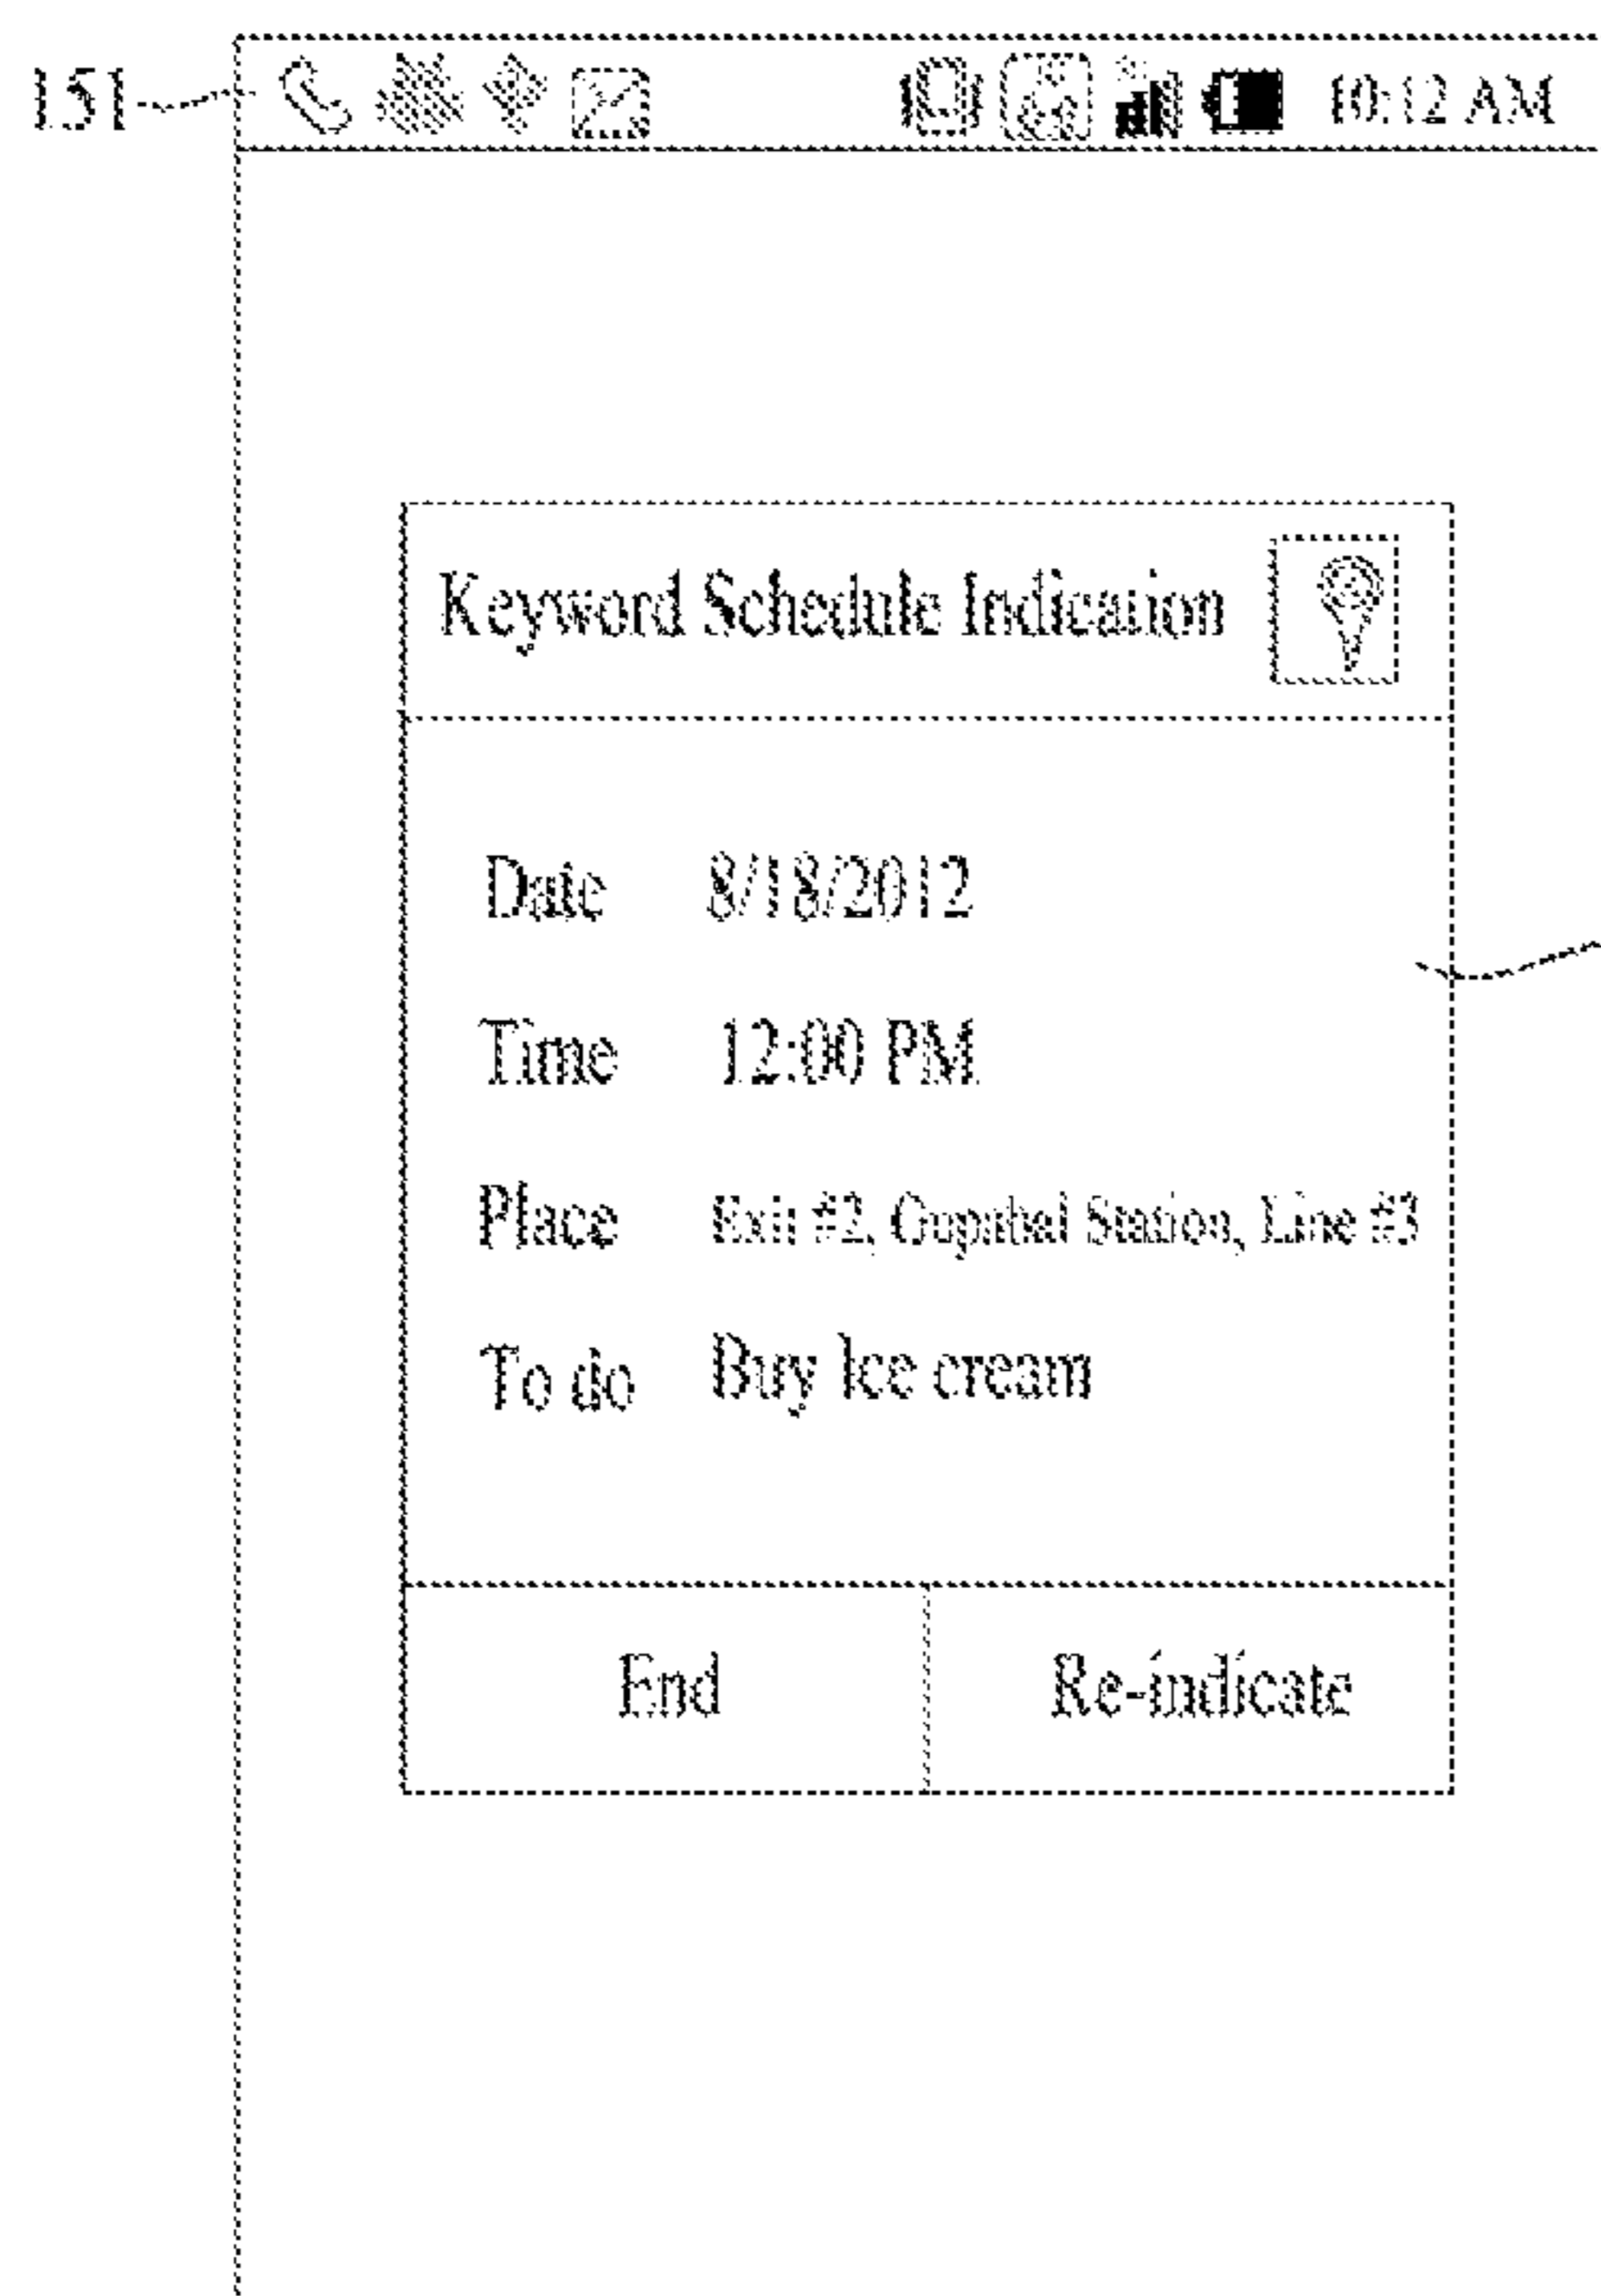 151
10:12 AM
Keyword Schedule Indication
Date 8/18/2012
Time 12:00 PM
Place Exit #2, Station, Line #3
To do Buy Ice cream
End Re-indicate